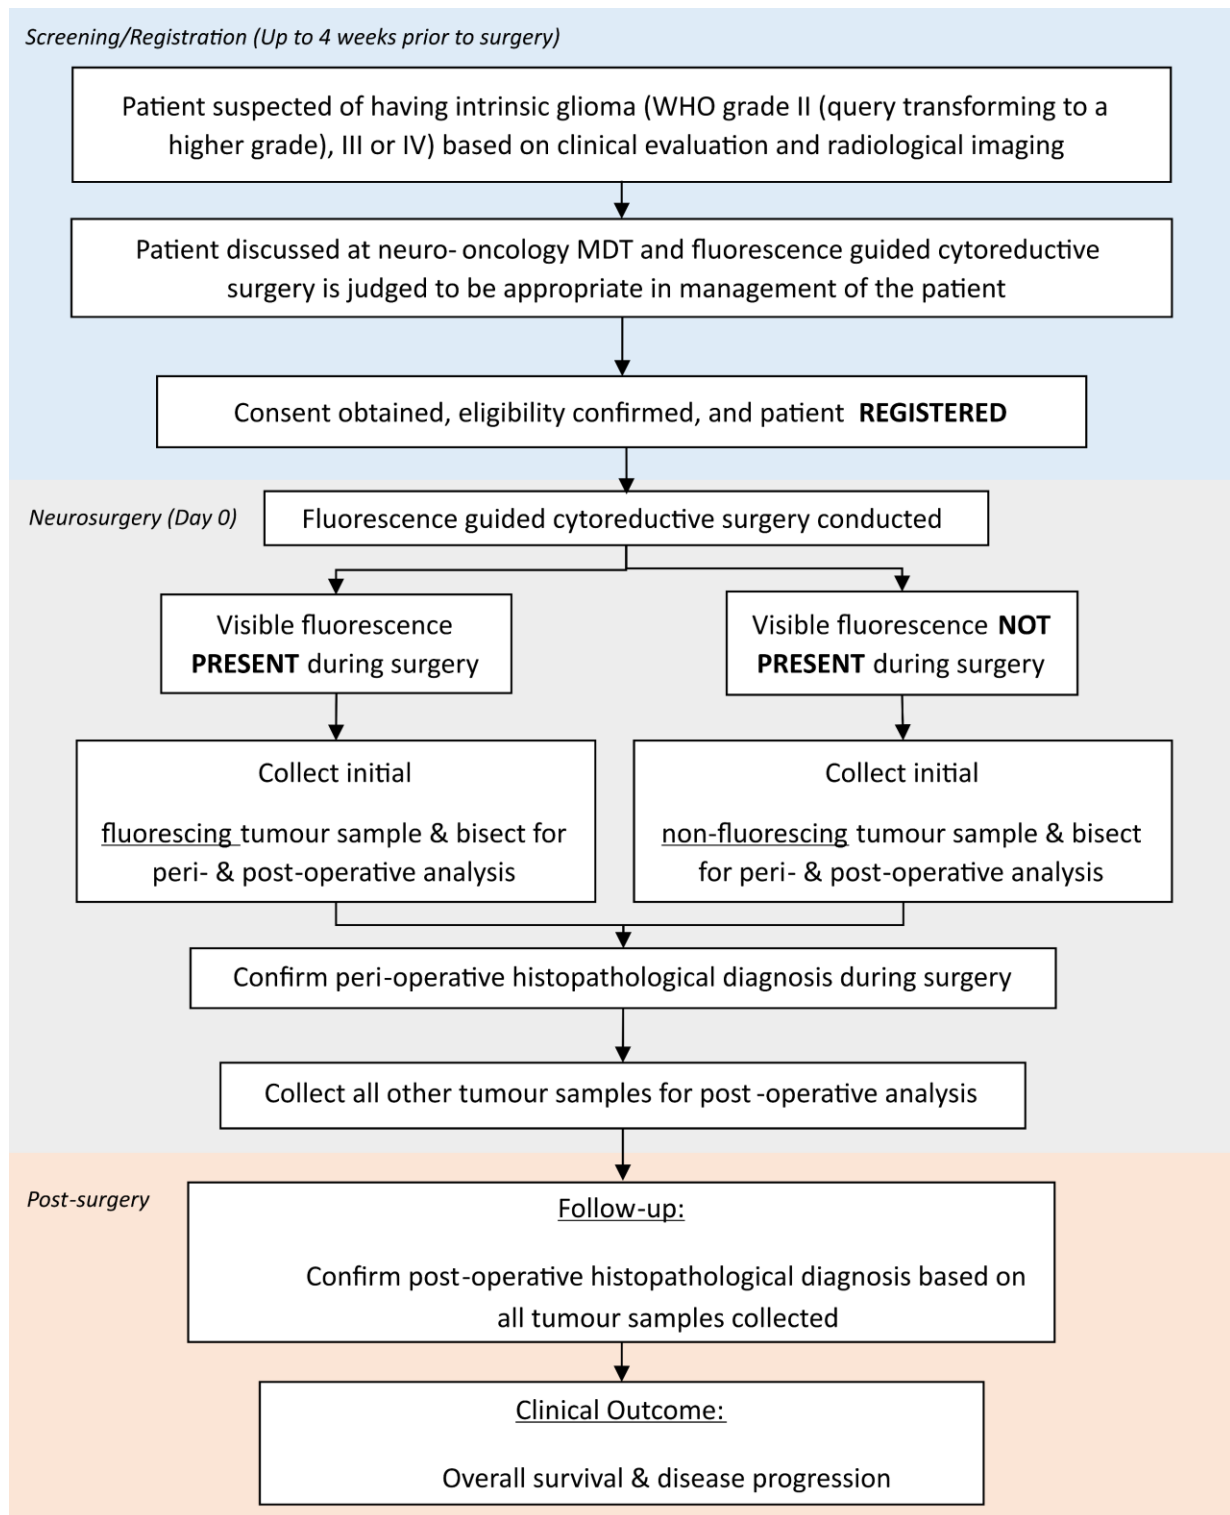 Screening/Registration (Up to 4 weeks prior to surgery)
Patient suspected of having intrinsic glioma (WHO grade II (query transforming to a
higher grade), III or IV) based on clinical evaluation and radiological imaging
Patient discussed at neuro-oncology MDT and fluorescence guided cytoreductive
surgery is judged to be appropriate in management of the patient
Consent obtained, eligibility confirmed, and patient REGISTERED
Neurosurgery (Day 0)
Fluorescence guided cytoreductive surgery conducted
Visible fluorescence
PRESENT during surgery
Visible fluorescence NOT
PRESENT during surgery
Collect initial
fluorescing tumour sample & bisect for
peri- & post-operative analysis
Collect initial
non-fluorescing tumour sample & bisect
for peri- & post-operative analysis
Confirm peri-operative histopathological diagnosis during surgery
Collect all other tumour samples for post-operative analysis
Post-surgery
Follow-up:
Confirm post-operative histopathological diagnosis based on
all tumour samples collected
Clinical Outcome:
Overall survival & disease progression